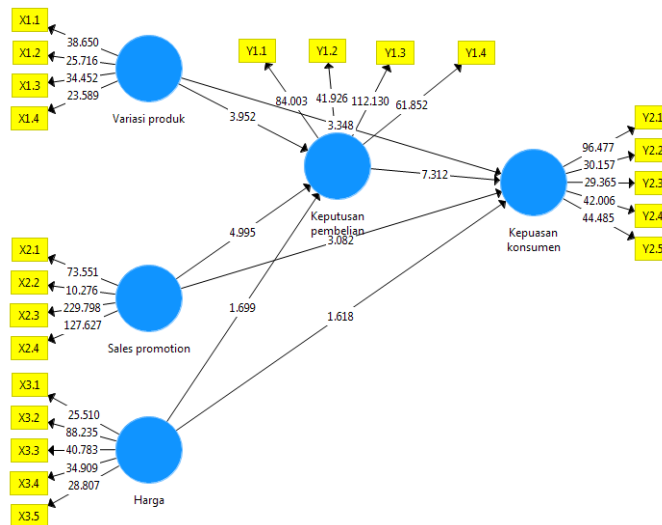 X1.1
X1.2
X1.3
X1.4
38.650
25.716
34.452
23.589
Variasi produk
Y1.1
Y1.2
Y1.3
Y1.4
84.003
41.926
112.130
61.852
3.952
3.348
Keputusan
pembelian
7.312
Kepuasan
konsumen
96.477
30.157
29.365
42.006
44.485
Y2.1
Y2.2
Y2.3
Y2.4
Y2.5
X2.1
X2.2
X2.3
X2.4
73.551
10.276
229.798
127.627
Sales promotion
4.995
3.082
1.699
1.618
X3.1
X3.2
X3.3
X3.4
X3.5
25.510
88.235
40.783
34.909
28.807
Harga